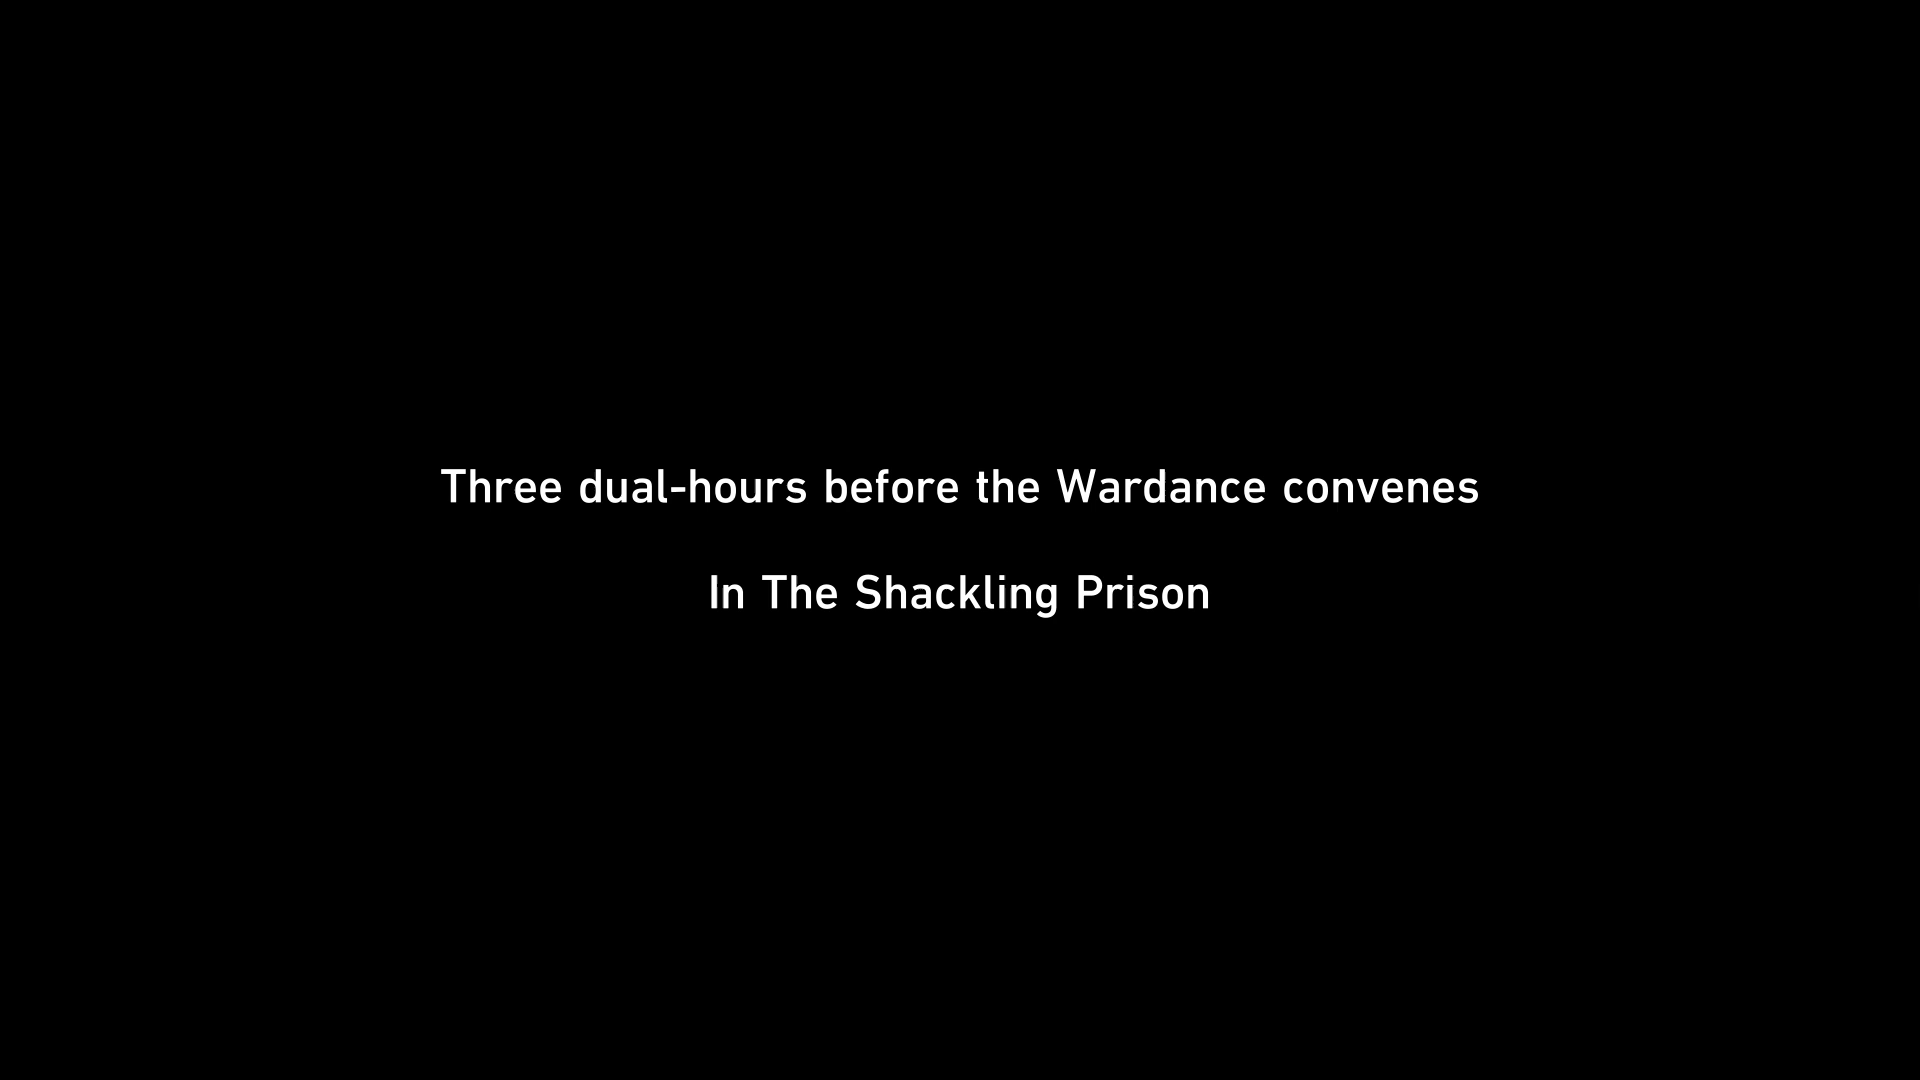 Three dual-hours before the Wardance convenes
In The Shackling Prison